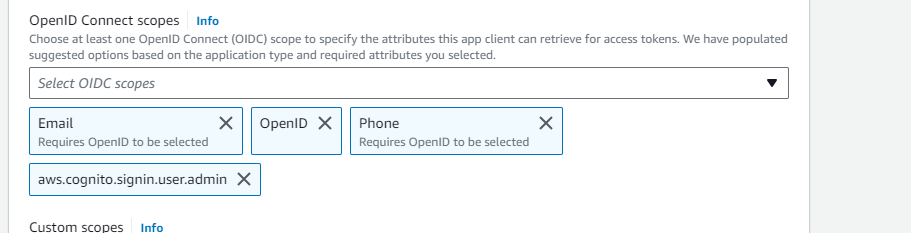 OpenID Connect scopes Info
Choose at least one OpenID Connect (OIDC) scope to specify the attributes this app client can retrieve for access tokens. We have populated
suggested options based on the application type and required attributes you selected.
Select OIDC scopes
Email
Requires OpenID to be selected
OpenID
Phone
Requires OpenID to be selected
aws.cognito.signin.user.admin
Custom scopes Info